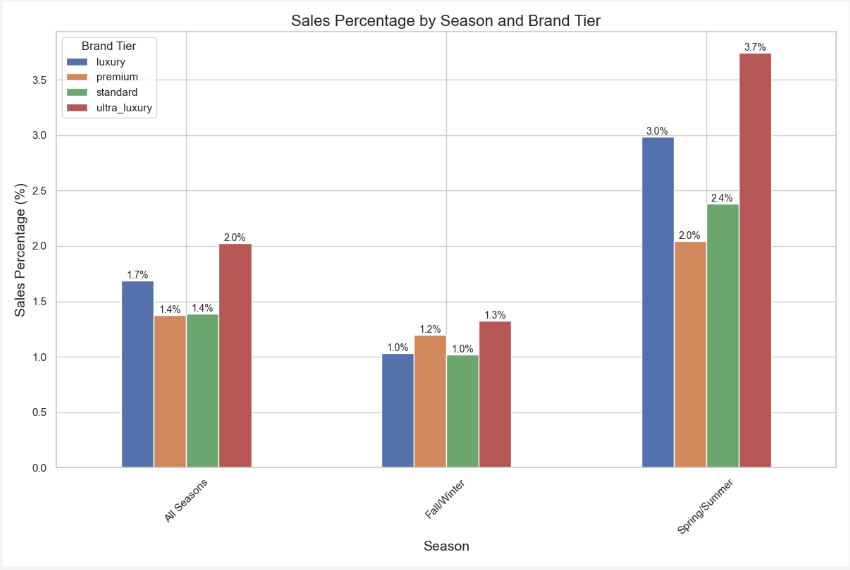 Sales Percentage by Season and Brand Tier
Brand Tier
luxury
premium
standard
ultra_luxury
Sales Percentage (%)
3.5
3.0
2.5
2.0
1.5
1.0
0.5
0.0
1.7%
1.4%
1.4%
2.0%
1.0%
1.2%
1.0%
1.3%
3.0%
2.0%
2.4%
3.7%
All Seasons
Fall/Winter
Spring/Summer
Season